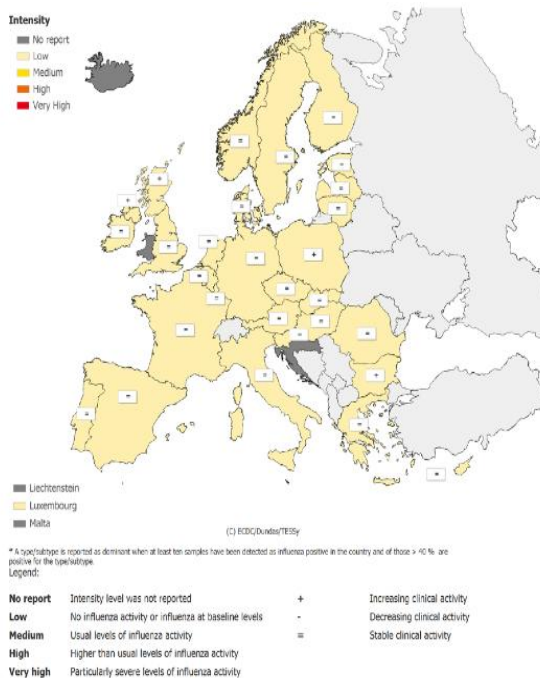 Intensity
No report
Low
Medium
High
Very High
Liechtenstein
Luxembourg
Malta
(C) ECDC/Dundas/TESSy
* A type/subtype is reported as dominant when at least ten samples have been detected as influenza positive in the country and of those > 40 % are
positive for the type/subtype.
Legend:
No report Intensity level was not reported + Increasing clinical activity
Low No influenza activity or influenza at baseline levels - Decreasing clinical activity
Medium Usual levels of influenza activity = Stable clinical activity
High Higher than usual levels of influenza activity
Very high Particularly severe levels of influenza activity